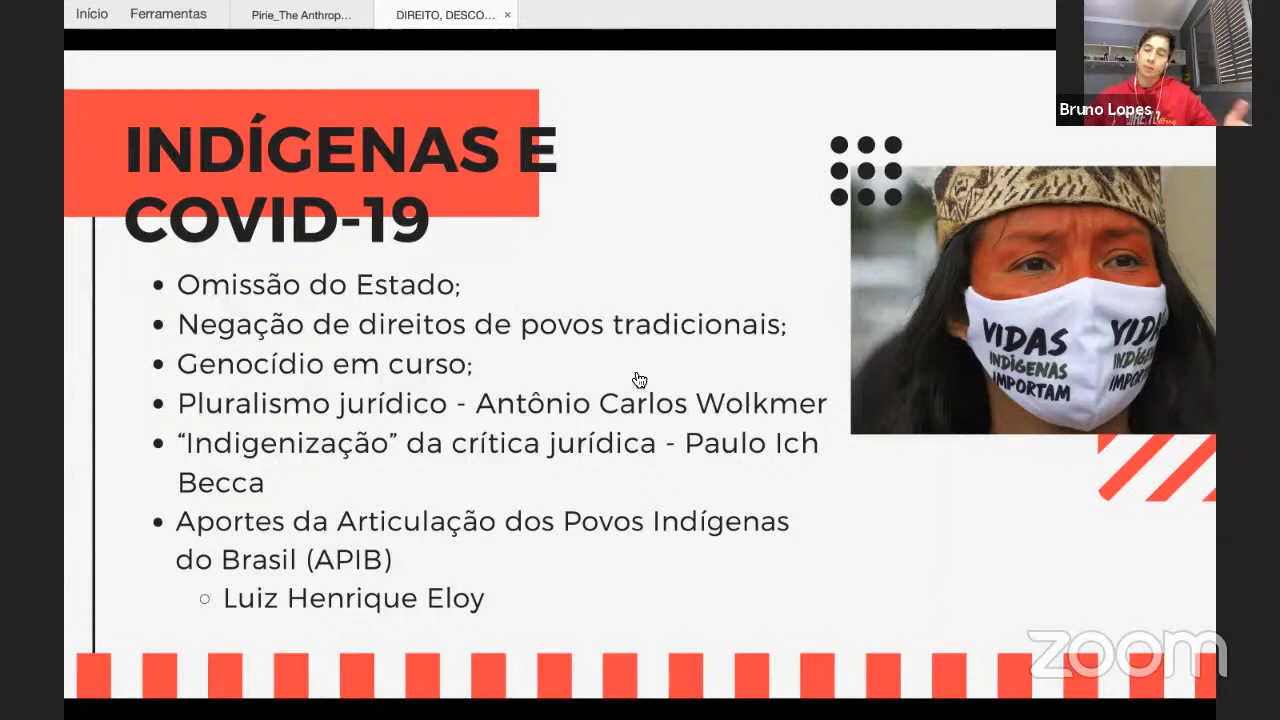 Início Ferramentas Pirie_The Anthrop... DIREITO, DESCO... ×
Bruno Lopes
INDÍGENAS E
COVID-19
• Omissão do Estado;
• Negação de direitos de povos tradicionais;
• Genocídio em curso;
• Pluralismo jurídico - Antônio Carlos Wolkmer
• “Indigenização” da crítica jurídica - Paulo Ich
Becca
• Aportes da Articulação dos Povos Indígenas
do Brasil (APIB)
○ Luiz Henrique Eloy
VIDAS
INDÍGENAS
IMPORTAM
zoom